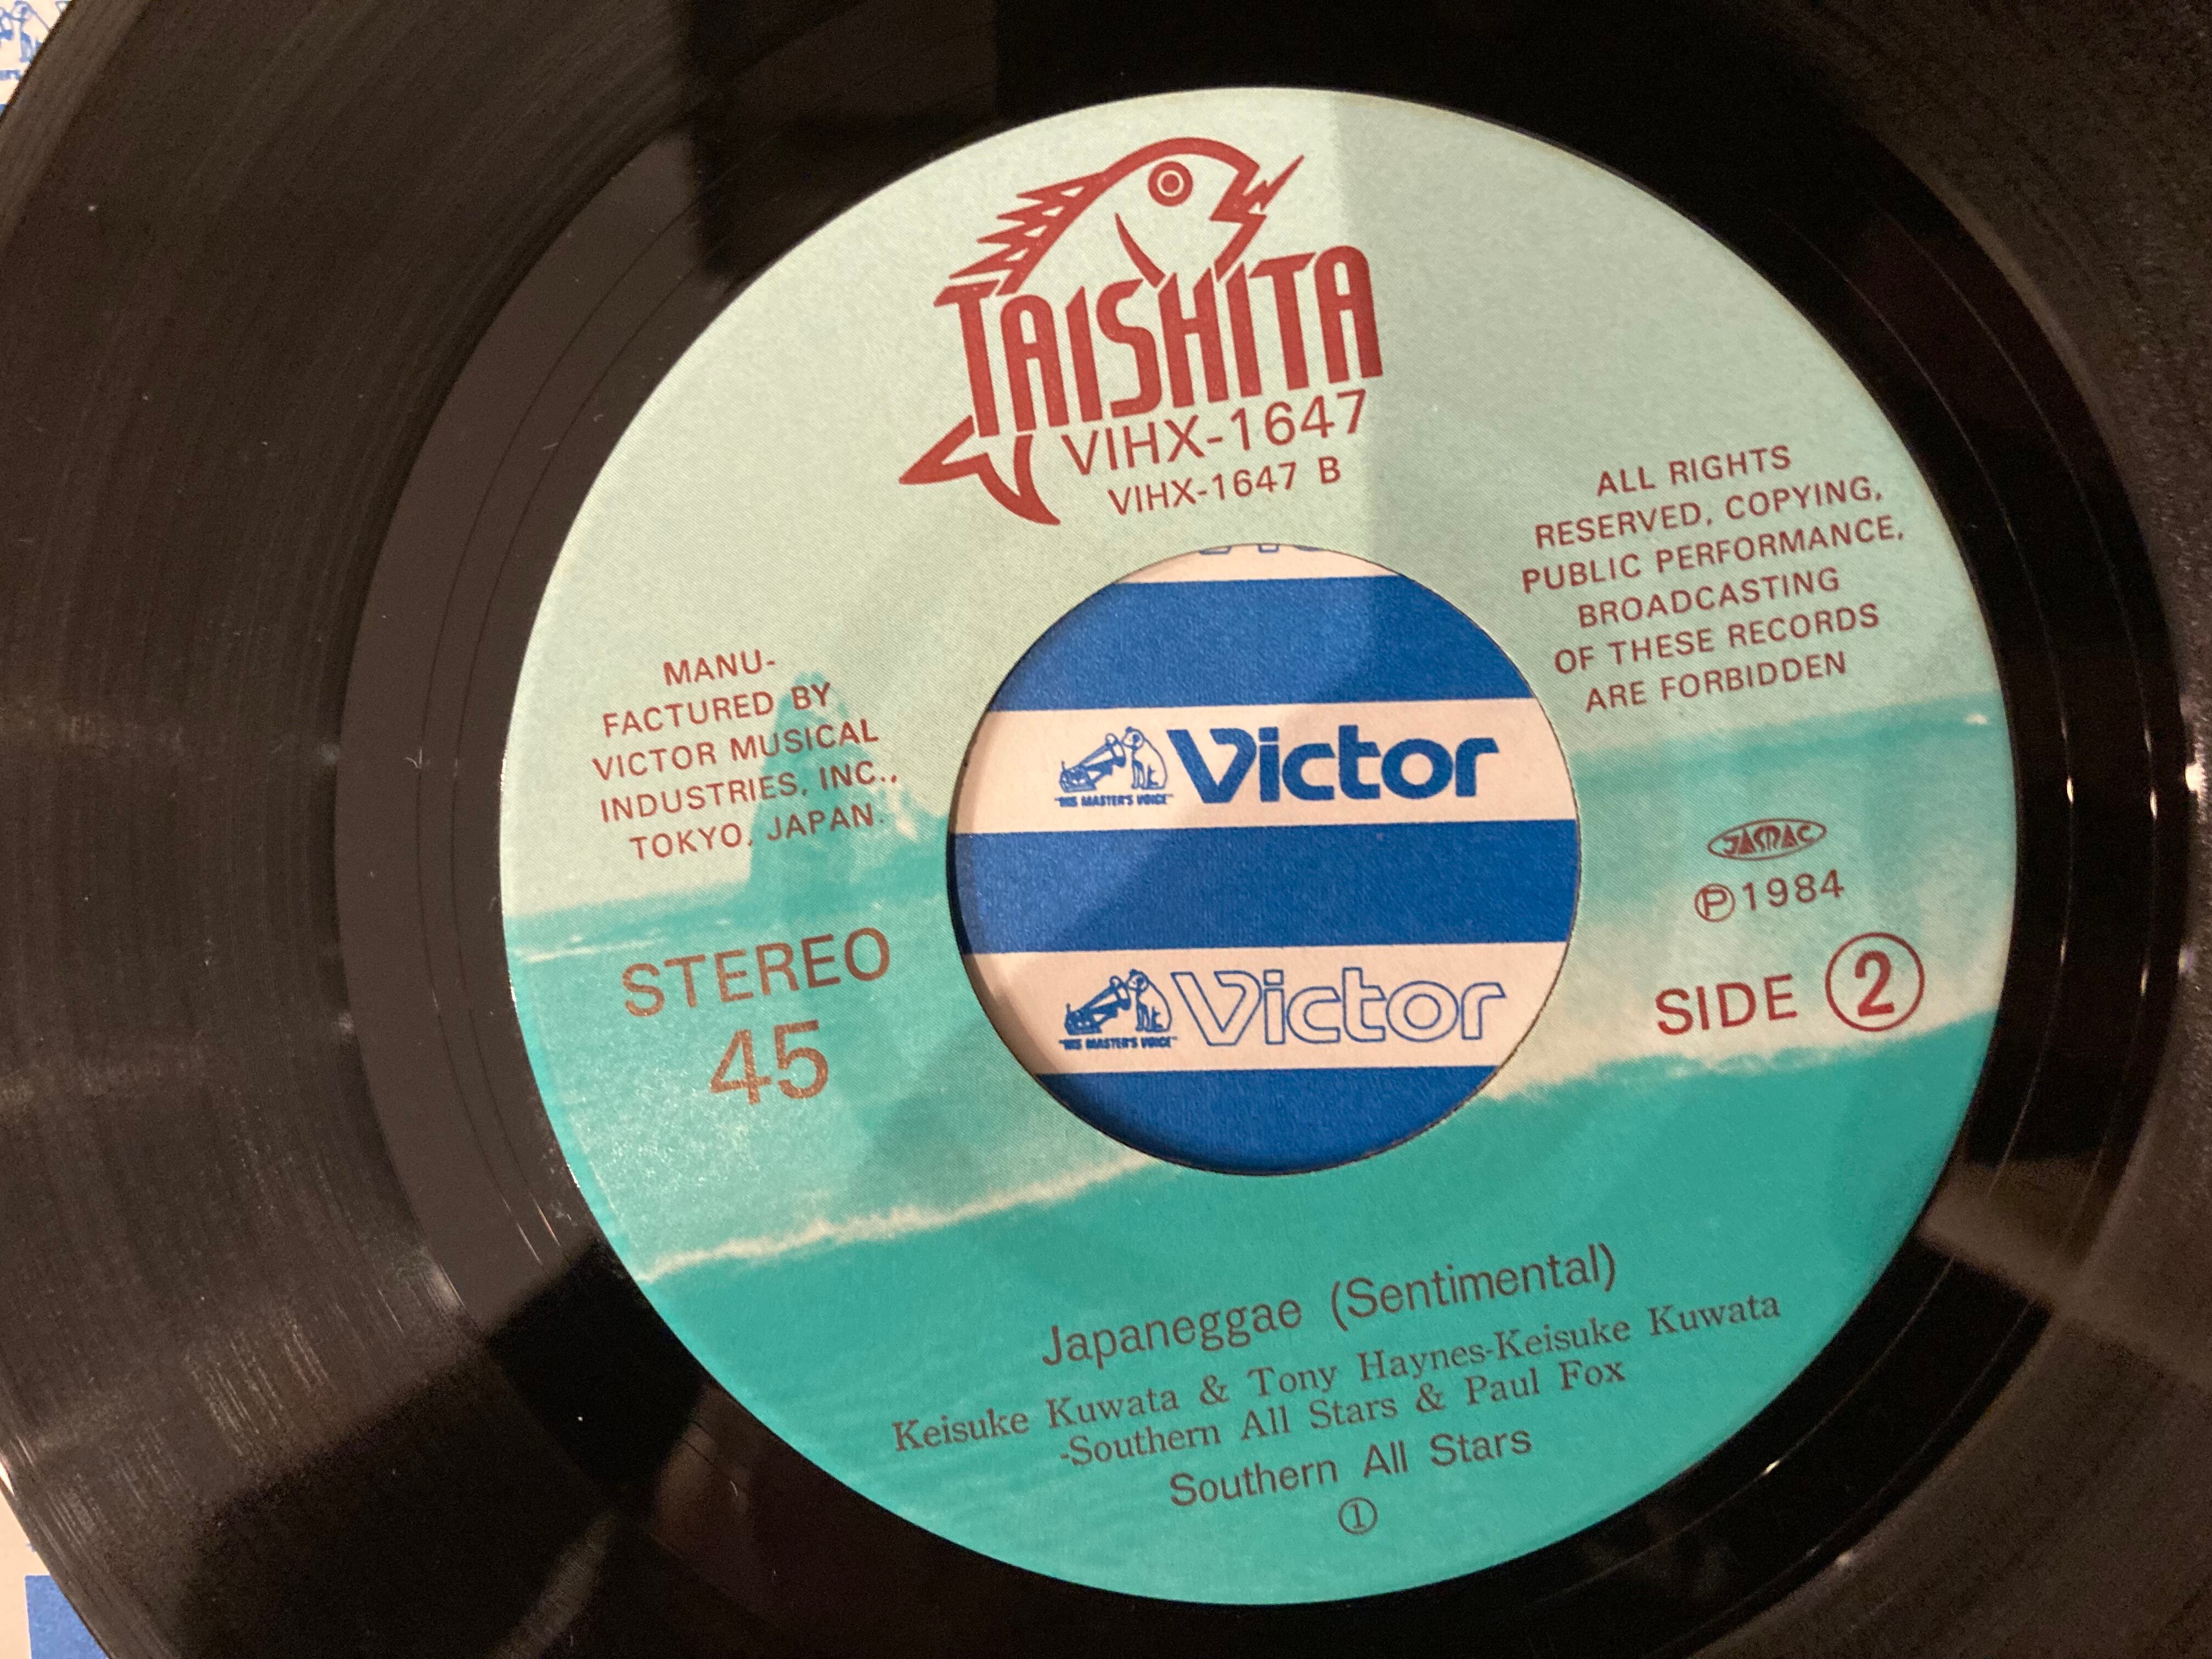 TAISHITA
VIHX-1647
VIHX-1647 B
ALL RIGHTS
RESERVED, COPYING,
PUBLIC PERFORMANCE,
BROADCASTING
OF THESE RECORDS
ARE FORBIDDEN
MANU-
FACTURED BY
VICTOR MUSICAL
INDUSTRIES, INC.,
TOKYO, JAPAN.
Victor
"HIS MASTER'S VOICE"
JASRAC
Ⓟ1984
STEREO
45
SIDE ②
Victor
"HIS MASTER'S VOICE"
Japaneggae (Sentimental)
Keisuke Kuwata & Tony Haynes-Keisuke Kuwata
-Southern All Stars & Paul Fox
Southern All Stars
①